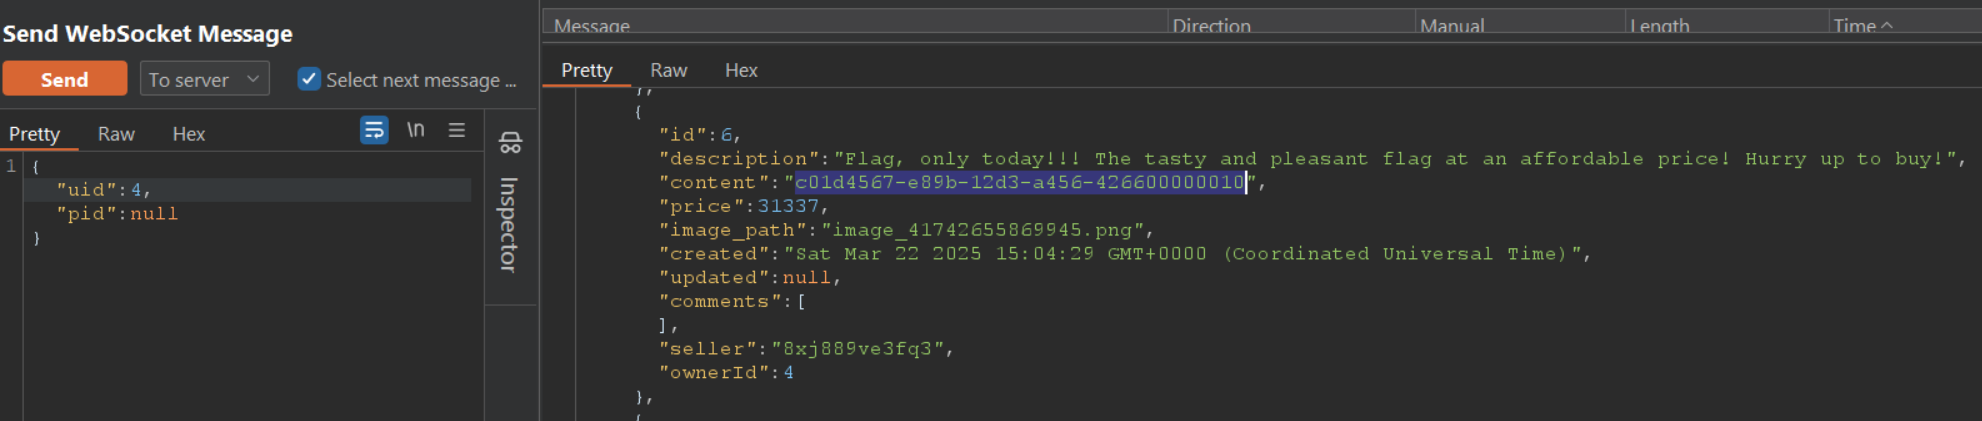 Send WebSocket Message
Send To server Select next message ...
Pretty Raw Hex \n
1 {
"uid":4,
"pid":null
}
Inspector
Message Direction Manual Length Time
Pretty Raw Hex
},
{
"id":6,
"description":"Flag, only today!!! The tasty and pleasant flag at an affordable price! Hurry up to buy!",
"content":"c01d4567-e89b-12d3-a456-426600000010",
"price":31337,
"image_path":"image_41742655869945.png",
"created":"Sat Mar 22 2025 15:04:29 GMT+0000 (Coordinated Universal Time)",
"updated":null,
"comments":[
],
"seller":"8xj889ve3fq3",
"ownerId":4
},
{